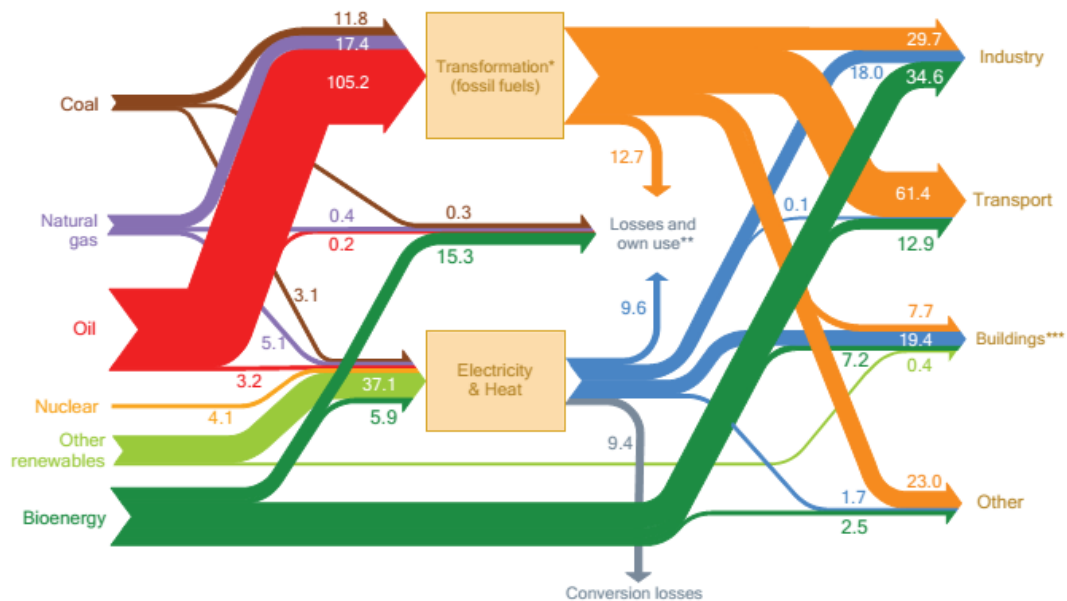 11.8
17.4
105.2
Transformation*
(fossil fuels)
29.7
18.0
34.6
Industry
Coal
12.7
61.4
Transport
0.1
12.9
Natural
gas
0.4
0.3
0.2
15.3
Losses and
own use**
Oil
3.1
5.1
3.2
9.6
7.7
19.4
Buildings***
7.2
0.4
Electricity
& Heat
37.1
5.9
Nuclear
4.1
Other
renewables
9.4
23.0
Other
1.7
2.5
Bioenergy
Conversion losses